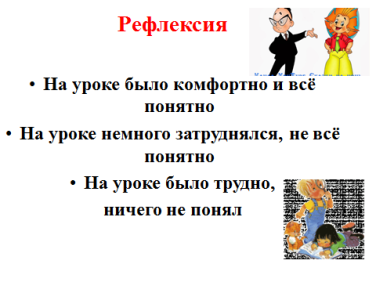 Рефлексия
• На уроке было комфортно и всё
понятно
• На уроке немного затруднялся, не всё
понятно
• На уроке было трудно,
ничего не понял